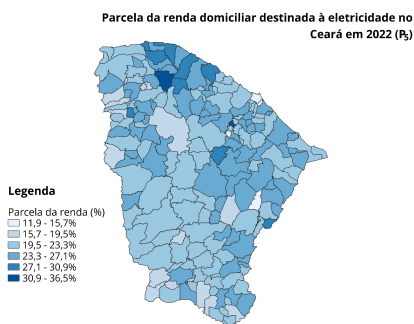 Parcela da renda domiciliar destinada à eletricidade no
Ceará em 2022 (P₅)
Legenda
Parcela da renda (%)
11,9 - 15,7%
15,7 - 19,5%
19,5 - 23,3%
23,3 - 27,1%
27,1 - 30,9%
30,9 - 36,5%